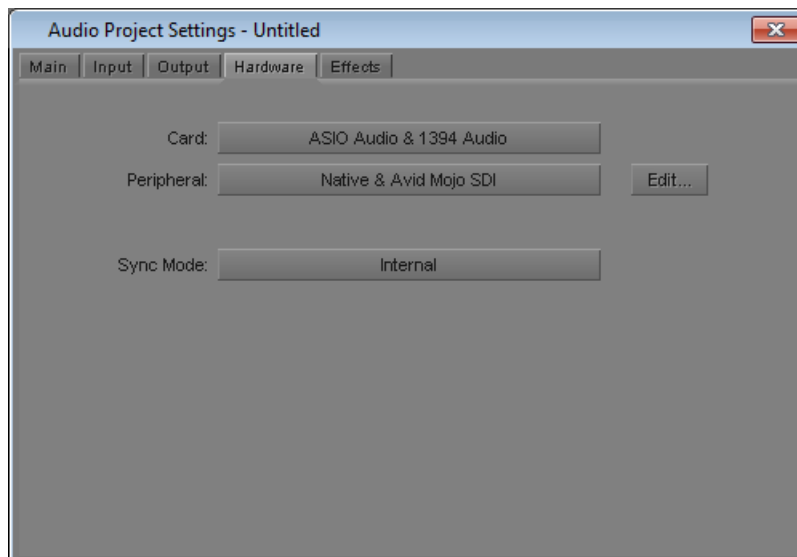 Audio Project Settings - Untitled
Main Input Output Hardware Effects
Card: ASIO Audio & 1394 Audio
Peripheral: Native & Avid Mojo SDI Edit...
Sync Mode: Internal